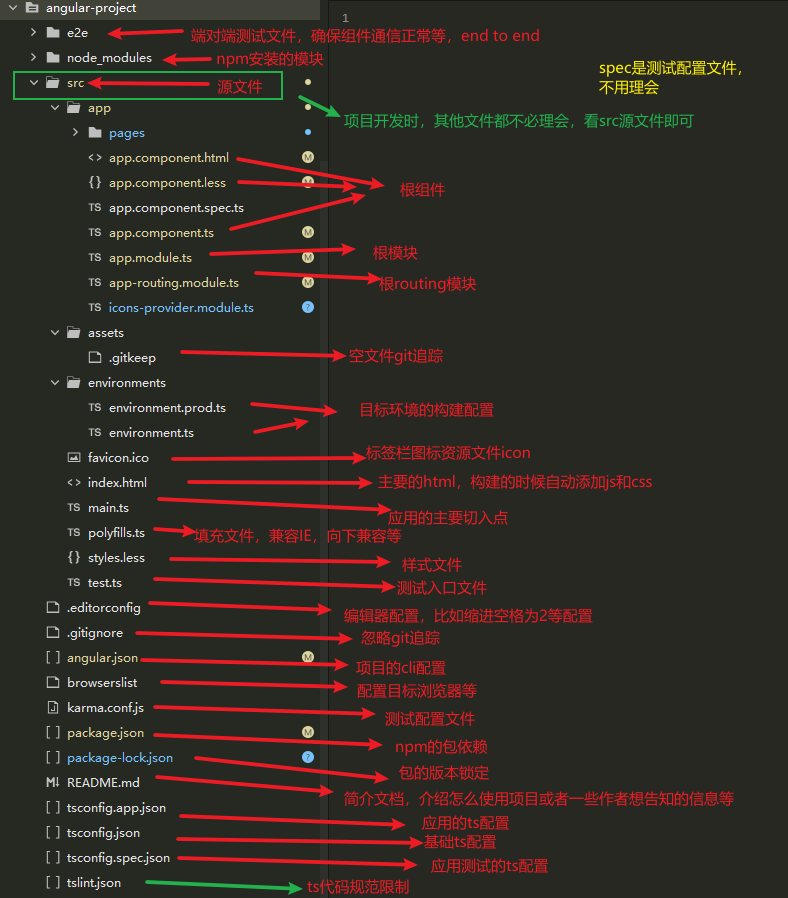 angular-project
1
e2e
端对端测试文件，确保组件通信正常等，end to end
node_modules
npm安装的模块
spec是测试配置文件，
不用理会
src
源文件
app
项目开发时，其他文件都不必理会，看src源文件即可
pages
<> app.component.html M
{} app.component.less M
根组件
TS app.component.spec.ts
TS app.component.ts M
TS app.module.ts M
根模块
TS app-routing.module.ts M
根routing模块
TS icons-provider.module.ts ?
assets
.gitkeep
空文件git追踪
environments
TS environment.prod.ts
目标环境的构建配置
TS environment.ts
favicon.ico
标签栏图标资源文件icon
<> index.html
主要的html，构建的时候自动添加js和css
TS main.ts
应用的主要切入点
TS polyfills.ts
填充文件，兼容IE，向下兼容等
{} styles.less
样式文件
TS test.ts
测试入口文件
.editorconfig
编辑器配置，比如缩进空格为2等配置
.gitignore
忽略git追踪
[ ] angular.json M
项目的cli配置
browserslist
配置目标浏览器等
karma.conf.js
测试配置文件
[ ] package.json M
npm的包依赖
[ ] package-lock.json ?
包的版本锁定
M↓ README.md
简介文档，介绍怎么使用项目或者一些作者想告知的信息等
[ ] tsconfig.app.json
应用的ts配置
[ ] tsconfig.json
基础ts配置
[ ] tsconfig.spec.json
应用测试的ts配置
[ ] tslint.json
ts代码规范限制